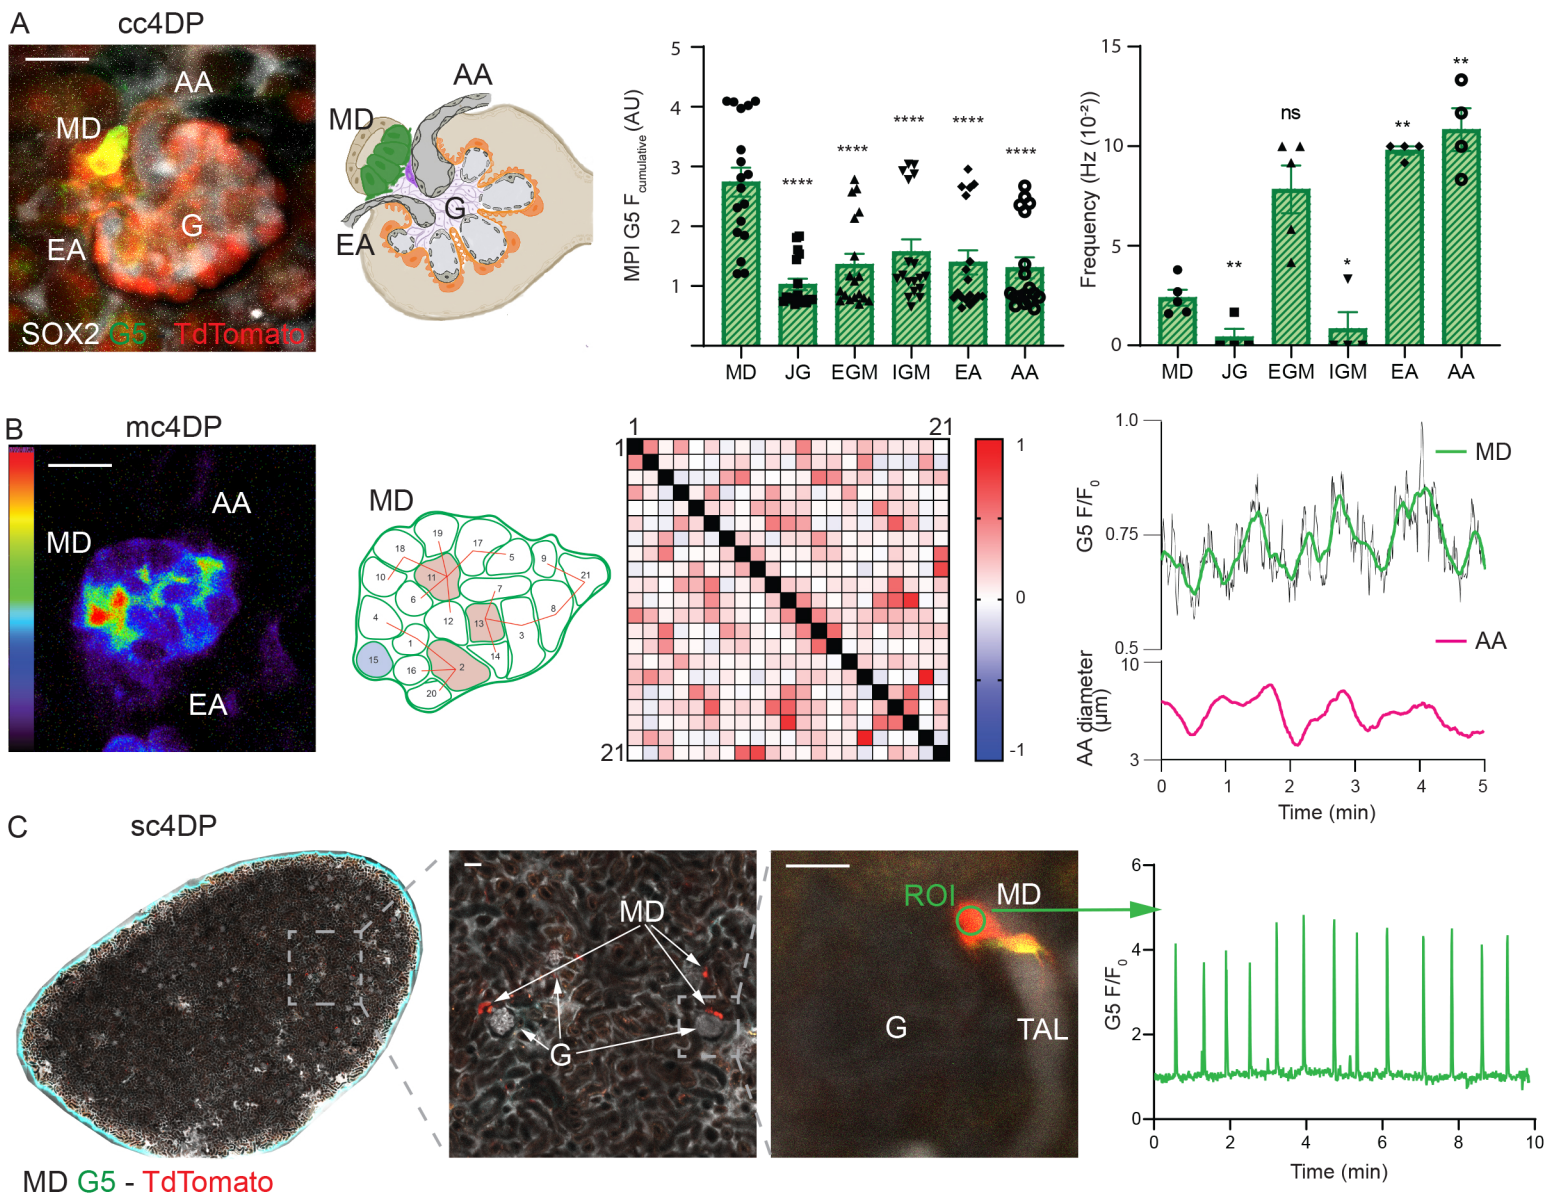 A
cc4DP
AA
MD
G
EA
SOX2 G5 TdTomato
AA
MD
G
EA
MPI G5 Fcumulative (AU)
5
4
3
2
1
****
****
****
****
****
MD JG EGM IGM EA AA
Frequency (Hz (10⁻²))
15
10
5
0
**
ns
*
**
**
MD JG EGM IGM EA AA
B
mc4DP
AA
MD
EA
MD
19
17
18
5
9
10
11
21
7
6
4
12
13
8
3
1
14
15
16
2
20
1
21
1
21
1
0
-1
1.0
0.75
0.5
G5 F/F₀
MD
AA
10
3
AA diameter
(μm)
0 1 2 3 4 5
Time (min)
C
sc4DP
MD G5 - TdTomato
MD
G
ROI
MD
G
TAL
G5 F/F₀
6
4
2
0
0 2 4 6 8 10
Time (min)